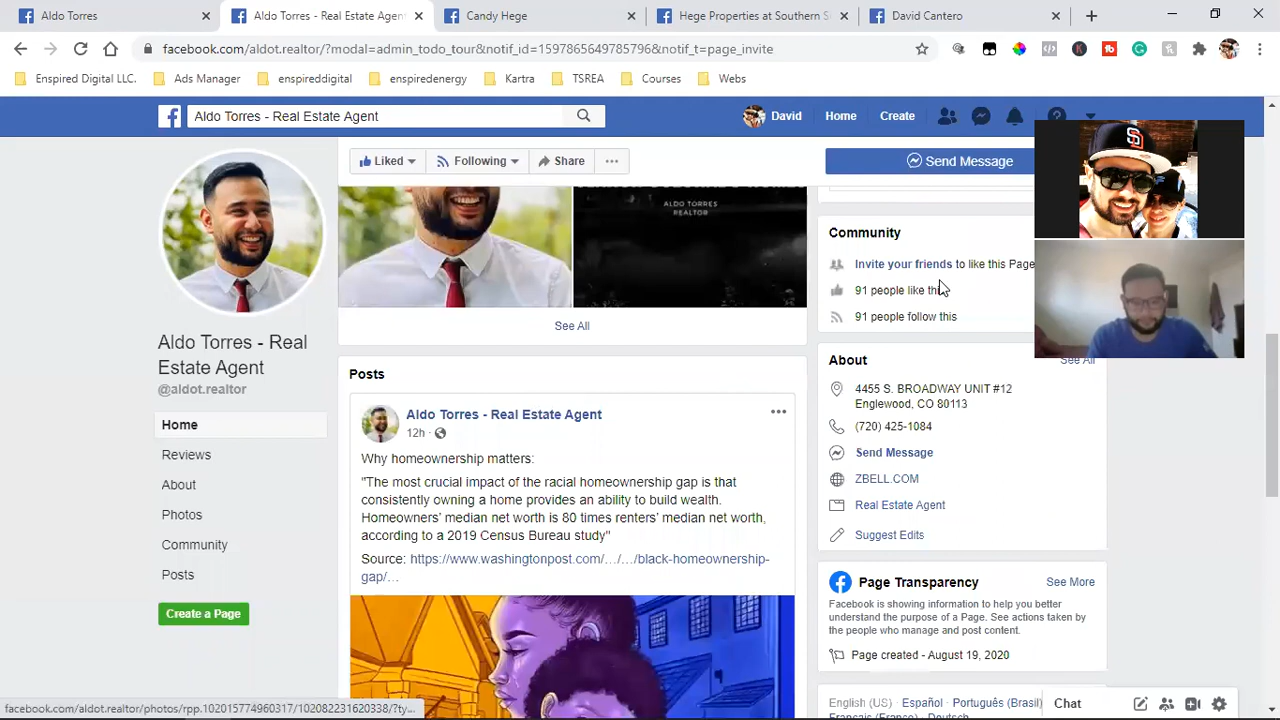 Aldo Torres
Aldo Torres - Real Estate Agent
Candy Hege
Hege Properties at Southern S
David Cantero
facebook.com/aldot.realtor/?modal=admin_todo_tour&notif_id=1597865649785796&notif_t=page_invite
Enspired Digital LLC.
Ads Manager
enspireddigital
enspiredenergy
Kartra
TSREA
Courses
Webs
Aldo Torres - Real Estate Agent
David
Home
Create
Liked
Following
Share
Send Message
ALDO TORRES
REALTOR
See All
Aldo Torres - Real
Estate Agent
@aldot.realtor
Home
Reviews
About
Photos
Community
Posts
Create a Page
Posts
Aldo Torres - Real Estate Agent
12h
Why homeownership matters:
"The most crucial impact of the racial homeownership gap is that
consistently owning a home provides an ability to build wealth.
Homeowners' median net worth is 80 times renters' median net worth,
according to a 2019 Census Bureau study"
Source: https://www.washingtonpost.com/…/…/black-homeownership-
gap/…
Community
Invite your friends to like this Page
91 people like this
91 people follow this
About
See All
4455 S. BROADWAY UNIT #12
Englewood, CO 80113
(720) 425-1084
Send Message
ZBELL.COM
Real Estate Agent
Suggest Edits
Page Transparency
See More
Facebook is showing information to help you better
understand the purpose of a Page. See actions taken by
the people who manage and post content.
Page created - August 19, 2020
English (US) · Español · Português (Brasil)
Français (France) · Deutsch
Chat
facebook.com/aldot.realtor/photos/pcp.102015774931317/102082231620338/?ty...